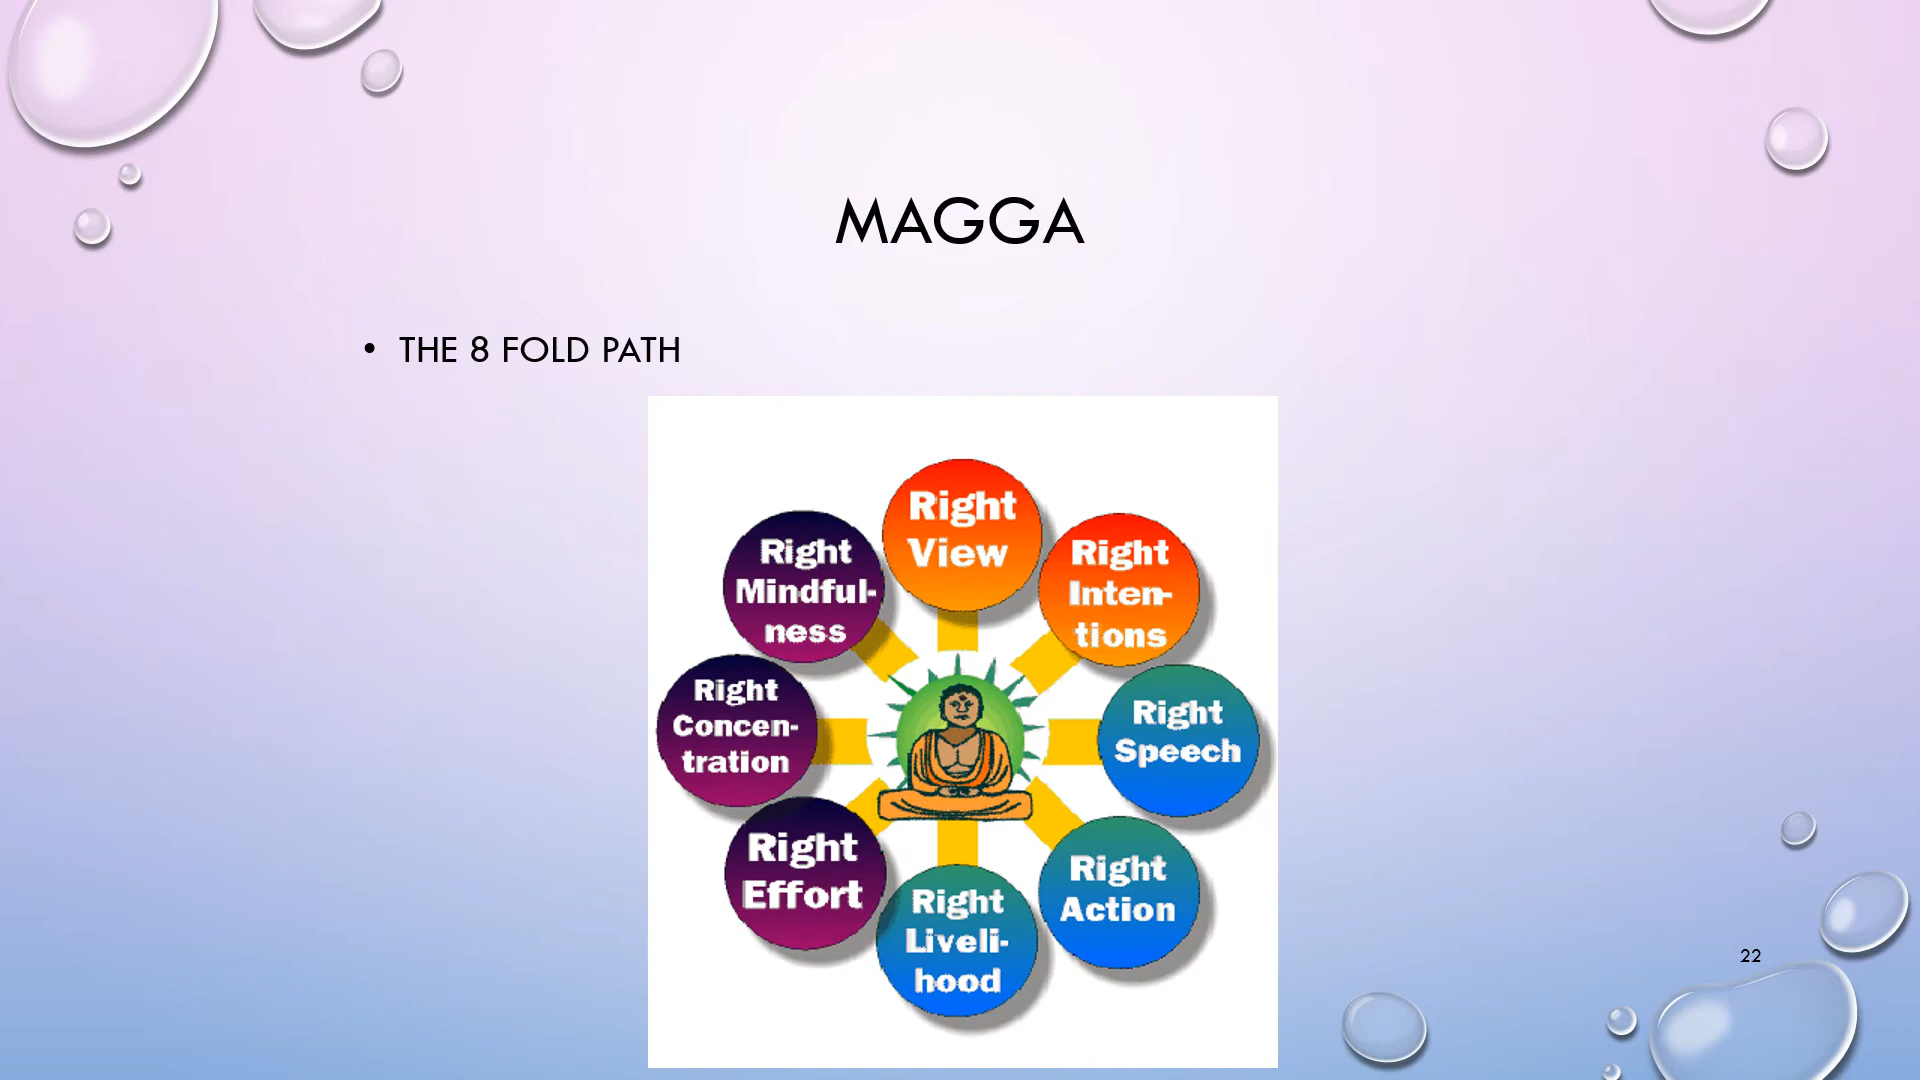 MAGGA
• THE 8 FOLD PATH
Right
View
Right
Inten-
tions
Right
Speech
Right
Action
Right
Liveli-
hood
Right
Effort
Right
Concen-
tration
Right
Mindful-
ness
22